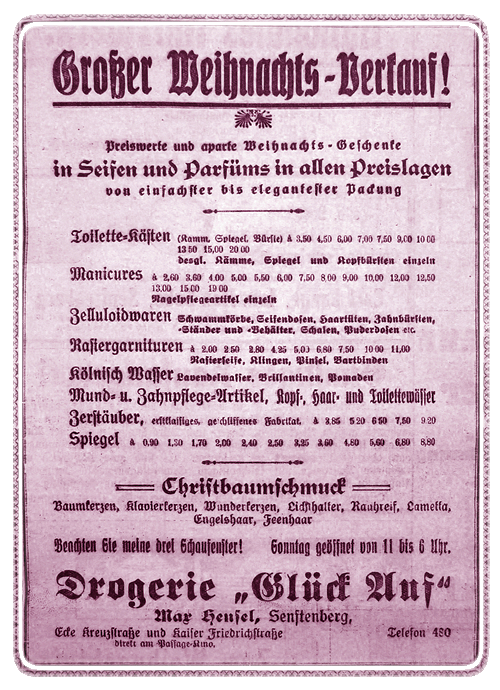 Großer Weihnachts-Verkauf!
Preiswerte und aparte Weihnachts-Geschenke
in Seifen und Parfüms in allen Preislagen
von einfachster bis elegantester Packung
Toilette-Kästen (Kamm, Spiegel, Bürste) à 3.50 4,50 6,00 7,00 7,50 9,00 10 00
13 50 15,00 20 00
desgl. Kämme, Spiegel und Kopfbürsten einzeln
Manicures à 2,60 3,60 4 00 5,00 5,50 6,00 7,50 8,00 9,00 10,00 12,00 12,50
13.00 15.00 19 00
Nagelpflegeartikel einzeln
Zelluloidwaren Schwammkörbe, Seifendosen, Haartüten, Zahnbürsten,
-Ständer und -Behälter, Schalen, Puderdosen etc.
Rasiergarnituren à 2.00 2 50 2.80 4.25 5,00 6.80 7,50 10 00 11,00
Rasierseife, Klingen, Pinsel, Bartbinden
Kölnisch Wasser Lavendelwasser, Brillantinen, Pomaden
Mund- u. Zahnpflege-Artikel, Kopf-, Haar- und Toilettewässer
Zerstäuber, erstklassiges, geschliffenes Fabrikat, à 3.85 5.20 6 50 7,50 9 20
Spiegel à 0,90 1.30 1,70 2,00 2,40 2,50 3,25 3,60 4,80 5,60 6,80 8,80
Christbaumschmuck
Baumkerzen, Klavierkerzen, Wunderkerzen, Lichthalter, Rauhreif, Lametta,
Engelshaar, Feenhaar
Beachten Sie meine drei Schaufenster! Sonntag geöffnet von 11 bis 6 Uhr.
Drogerie „Glück Auf“
Max Hensel, Senftenberg,
Ecke Kreuzstraße und Kaiser Friedrichstraße Telefon 480
direkt am Passage-Kino.